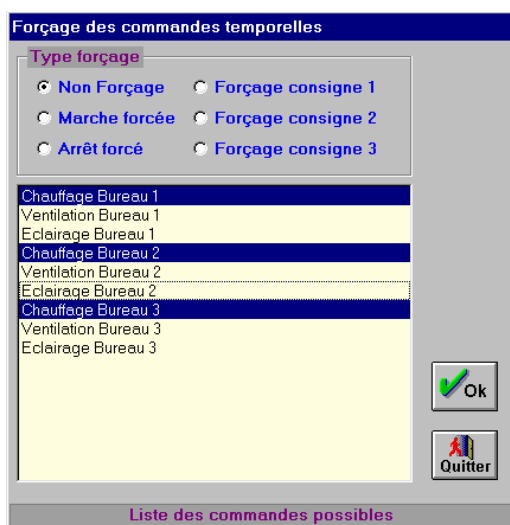 Forçage des commandes temporelles
Type forçage
Non Forçage
Forçage consigne 1
Marche forcée
Forçage consigne 2
Arrêt forcé
Forçage consigne 3
Chauffage Bureau 1
Ventilation Bureau 1
Eclairage Bureau 1
Chauffage Bureau 2
Ventilation Bureau 2
Eclairage Bureau 2
Chauffage Bureau 3
Ventilation Bureau 3
Eclairage Bureau 3
Ok
Quitter
Liste des commandes possibles